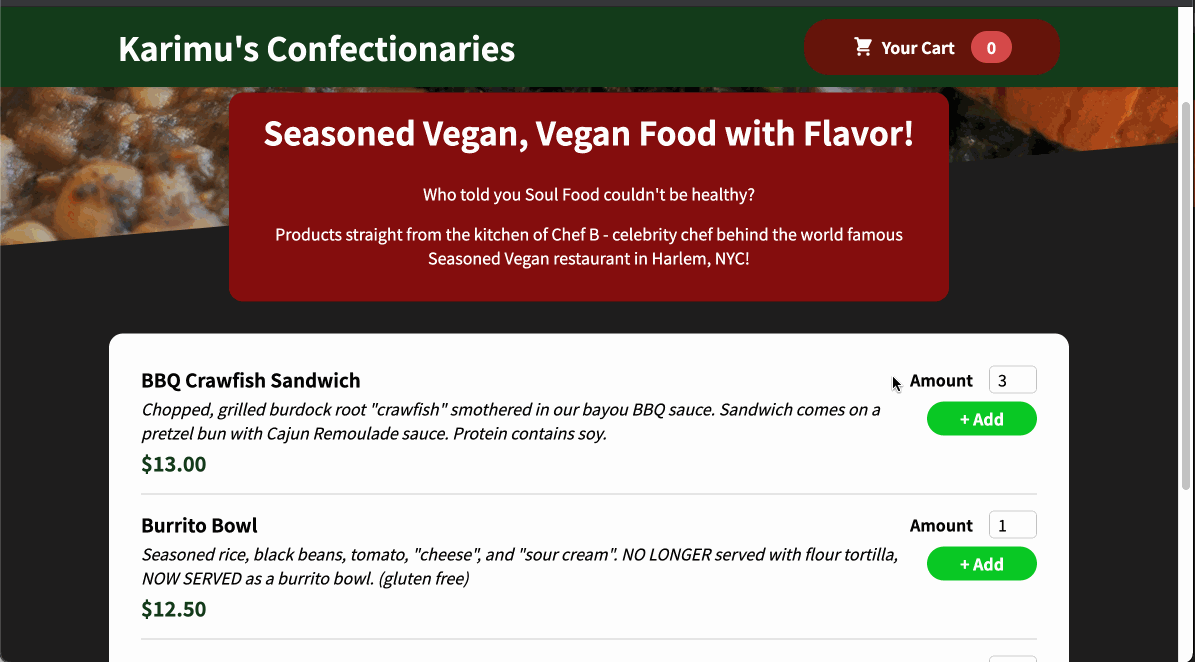 Karimu's Confectionaries
Your Cart 0
Seasoned Vegan, Vegan Food with Flavor!
Who told you Soul Food couldn't be healthy?
Products straight from the kitchen of Chef B - celebrity chef behind the world famous
Seasoned Vegan restaurant in Harlem, NYC!
BBQ Crawfish Sandwich
Amount 3
Chopped, grilled burdock root "crawfish" smothered in our bayou BBQ sauce. Sandwich comes on a
pretzel bun with Cajun Remoulade sauce. Protein contains soy.
+ Add
$13.00
Burrito Bowl
Amount 1
Seasoned rice, black beans, tomato, "cheese", and "sour cream". NO LONGER served with flour tortilla,
NOW SERVED as a burrito bowl. (gluten free)
+ Add
$12.50